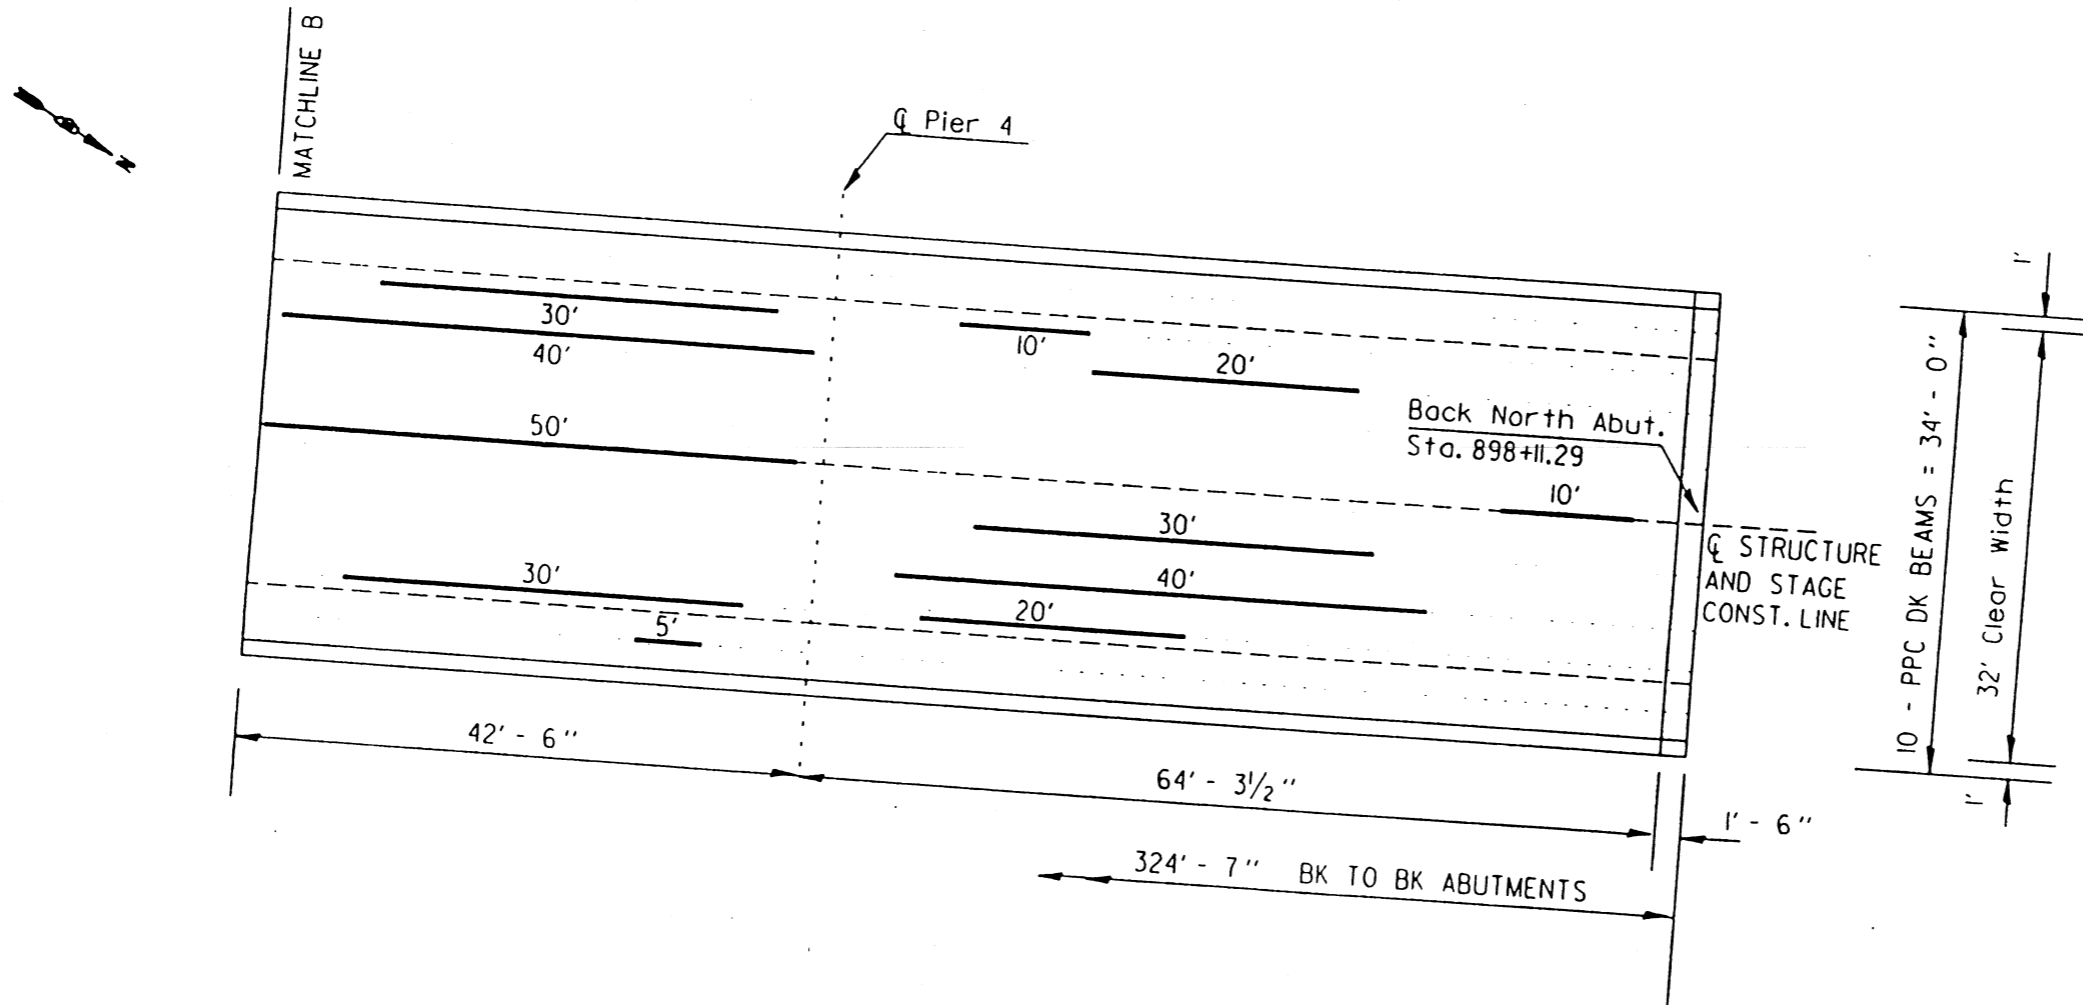 MATCHLINE B
N
℄ Pier 4
30'
40'
10'
20'
50'
Back North Abut.
Sta. 898+11.29
10'
30'
30'
40'
20'
5'
℄ STRUCTURE
AND STAGE
CONST. LINE
42' - 6"
64' - 3 1/2"
1' - 6"
324' - 7" BK TO BK ABUTMENTS
10 - PPC DK BEAMS = 34' - 0"
32' Clear Width
1'
1'